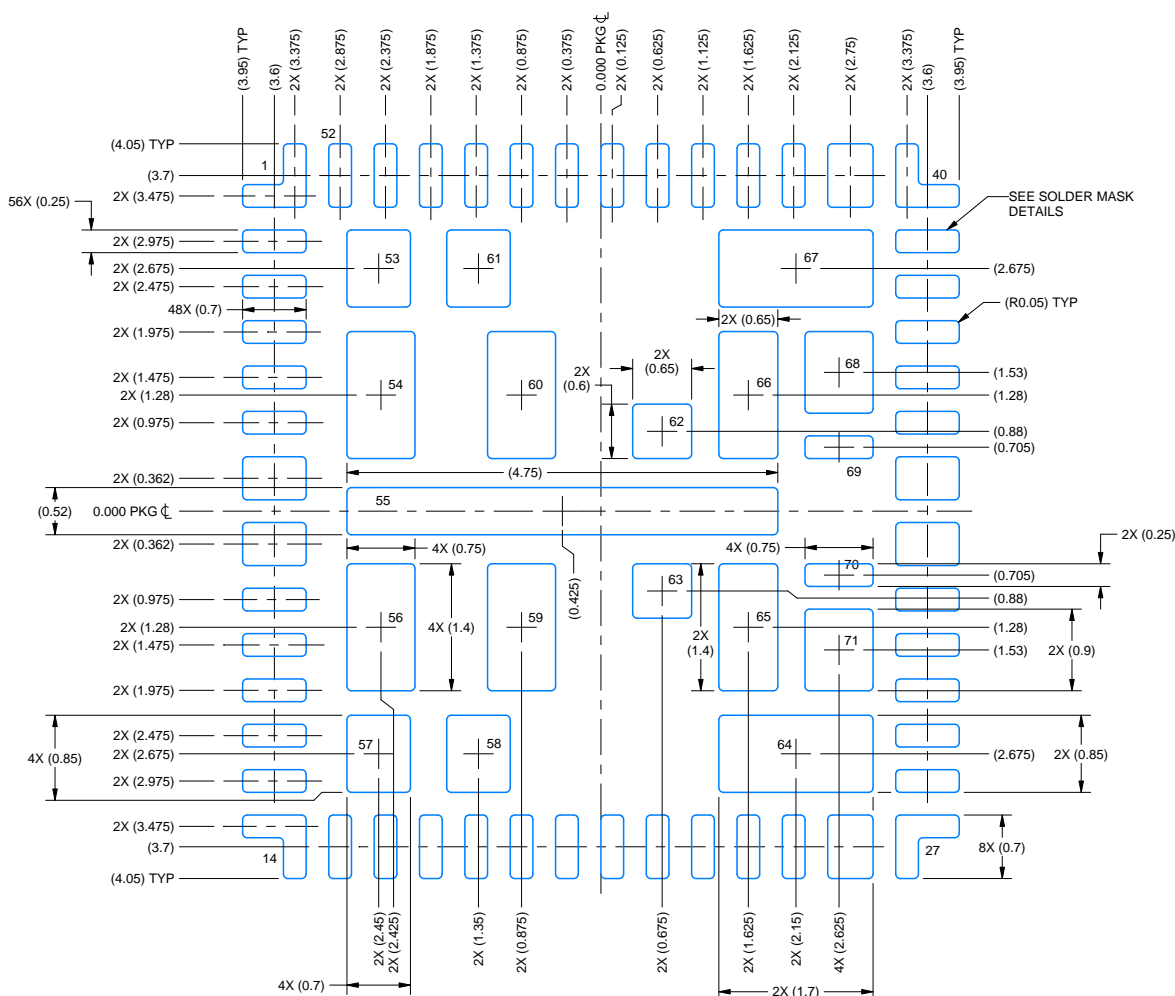 (3.95) TYP
(3.6)
2X (3.375)
2X (2.875)
2X (2.375)
2X (1.875)
2X (1.375)
2X (0.875)
2X (0.375)
0.000 PKG ℄
2X (0.125)
2X (0.625)
2X (1.125)
2X (1.625)
2X (2.125)
2X (2.75)
2X (3.375)
(3.6)
(3.95) TYP
52
(4.05) TYP
1
40
(3.7)
2X (3.475)
56X (0.25)
SEE SOLDER MASK
DETAILS
2X (2.975)
2X (2.675)
53
61
67
(2.675)
2X (2.475)
48X (0.7)
(R0.05) TYP
2X (1.975)
2X (0.65)
2X
(0.65)
2X
(0.6)
2X (1.475)
68
(1.53)
2X (1.28)
54
60
66
(1.28)
2X (0.975)
62
(0.88)
(0.705)
69
(4.75)
2X (0.362)
(0.52)
55
0.000 PKG ℄
2X (0.362)
4X (0.75)
4X (0.75)
2X (0.25)
70
(0.705)
63
(0.88)
(0.425)
2X (0.975)
2X (1.28)
56
4X (1.4)
59
2X
(1.4)
65
(1.28)
2X (1.475)
71
(1.53)
2X (0.9)
2X (1.975)
2X (2.475)
2X (2.675)
57
58
64
(2.675)
4X (0.85)
2X (0.85)
2X (2.975)
2X (3.475)
(3.7)
14
27
8X (0.7)
(4.05) TYP
2X (2.45)
2X (2.425)
2X (1.35)
2X (0.875)
2X (0.675)
2X (1.625)
2X (2.15)
4X (2.625)
4X (0.7)
2X (1.7)